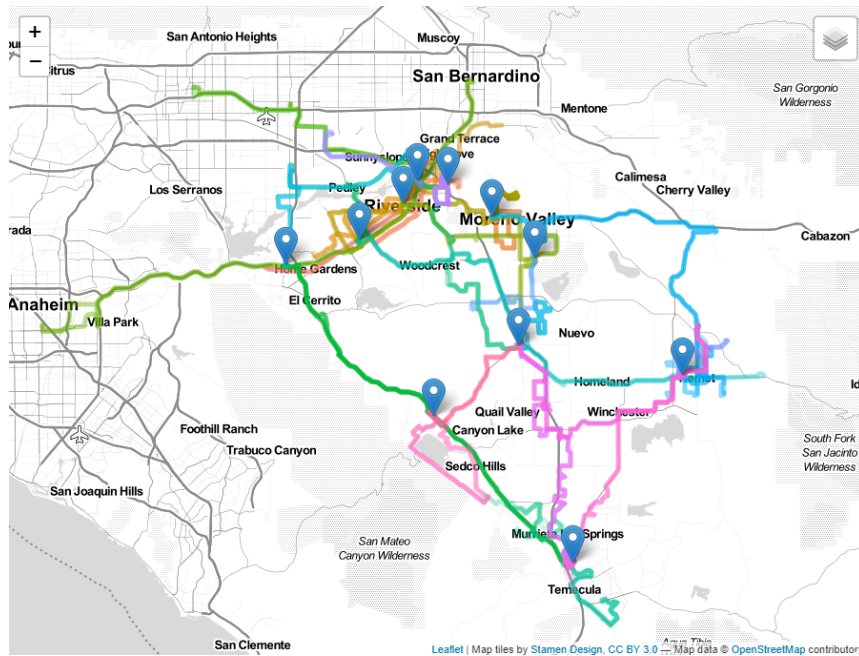 +
−
San Antonio Heights
Muscoy
San Bernardino
Citrus
Mentone
San Gorgonio
Wilderness
Grand Terrace
Sunnyslope
Calimesa
Cherry Valley
Los Serranos
Pedley
Riverside
Moreno Valley
Cabazon
Woodcrest
Home Gardens
El Cerrito
Anaheim
Villa Park
Nuevo
Homeland
Hemet
Quail Valley
Winchester
Canyon Lake
Foothill Ranch
Trabuco Canyon
Sedco Hills
South Fork
San Jacinto
Wilderness
San Joaquin Hills
San Mateo
Canyon Wilderness
Springs
Temecula
San Clemente
Leaflet | Map tiles by Stamen Design, CC BY 3.0 — Map data © OpenStreetMap contributor